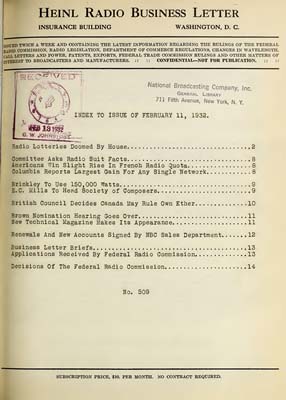 HEINL RADIO BUSINESS LETTER
INSURANCE BUILDING WASHINGTON, D. C.
ISSUED TWICE A WEEK AND CONTAINING THE LATEST INFORMATION REGARDING THE RULINGS OF THE FEDERAL
RADIO COMMISSION, RADIO LEGISLATION, DEPARTMENT OF COMMERCE REGULATIONS, CHANGES IN WAVELENGTH,
CALL LETTERS AND POWER, PATENTS, EXPORTS, FEDERAL TRADE COMMISSION RULINGS AND OTHER MATTERS OF
INTEREST TO BROADCASTERS AND MANUFACTURERS. :: :: CONFIDENTIAL—NOT FOR PUBLICATION. :: ::
RECEIVED
FEB 13 1932
G. W. JOHNSTONE
National Broadcasting Company, Inc.
GENERAL LIBRARY
711 Fifth Avenue, New York, N. Y.
INDEX TO ISSUE OF FEBRUARY 11, 1932.
Radio Lotteries Doomed By House.....2
Committee Asks Radio Suit Facts.....8
Americans Win Slight Rise In French Radio Quota.....8
Columbia Reports Largest Gain For Any Single Network.....8
Brinkley To Use 150,000 Watts.....9
E.C. Mills To Head Society of Composers.....9
British Council Decides Canada May Rule Own Ether.....10
Brown Nomination Hearing Goes Over.....11
New Technical Magazine Makes Its Appearance.....11
Renewals And New Accounts Signed By NBC Sales Department.....12
Business Letter Briefs.....13
Applications Received By Federal Radio Commission.....13
Decisions Of The Federal Radio Commission.....14
No. 509
SUBSCRIPTION PRICE, $10. PER MONTH. NO CONTRACT REQUIRED.